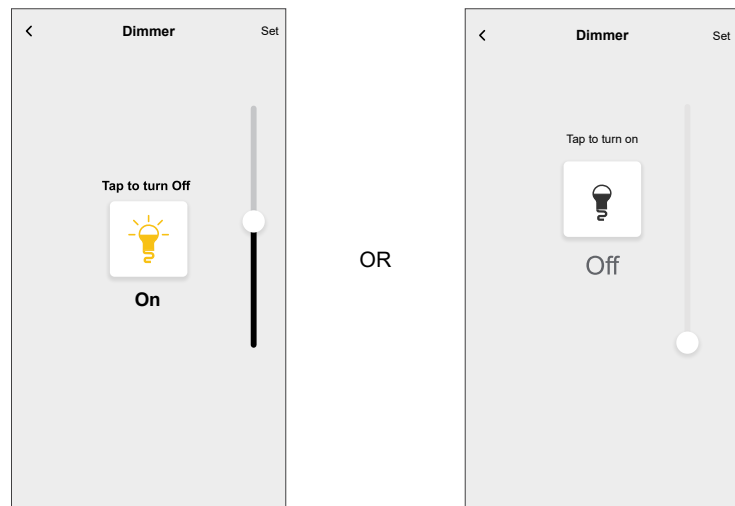 Dimmer
Set
Tap to turn Off
On
OR
Dimmer
Set
Tap to turn on
Off